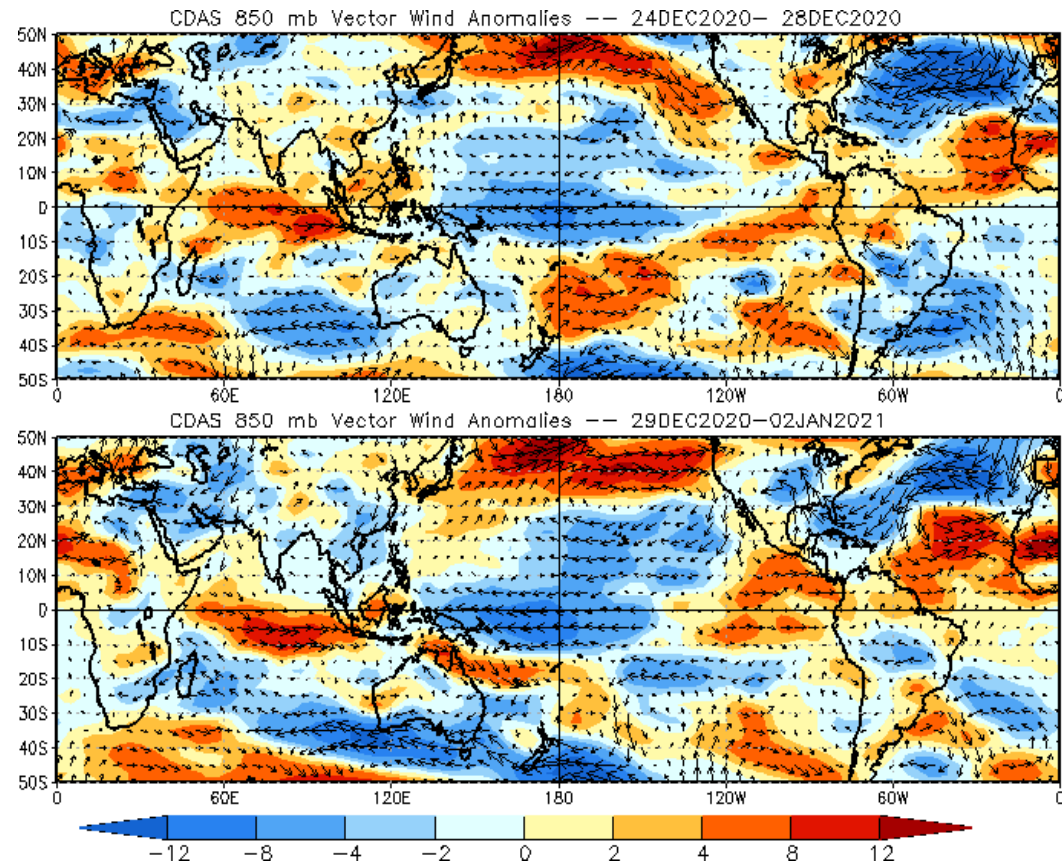 CDAS 850 mb Vector Wind Anomalies -- 24DEC2020- 28DEC2020
50N
40N
30N
20N
10N
0
10S
20S
30S
40S
50S
0 60E 120E 180 120W 60W 0
CDAS 850 mb Vector Wind Anomalies -- 29DEC2020-02JAN2021
50N
40N
30N
20N
10N
0
10S
20S
30S
40S
50S
0 60E 120E 180 120W 60W 0
-12 -8 -4 -2 0 2 4 8 12